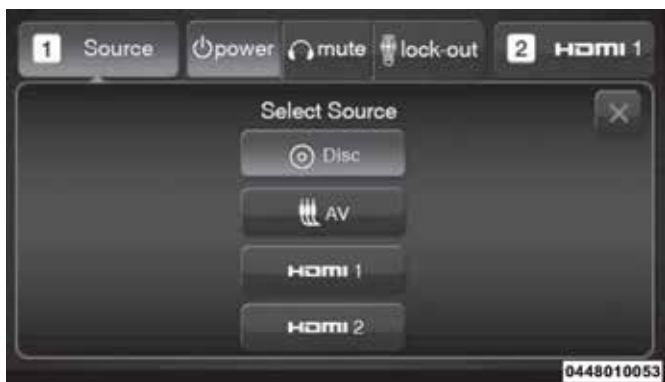 1 Source power mute lock-out 2 HDMI 1
Select Source
Disc
AV
HDMI 1
HDMI 2
0448010053